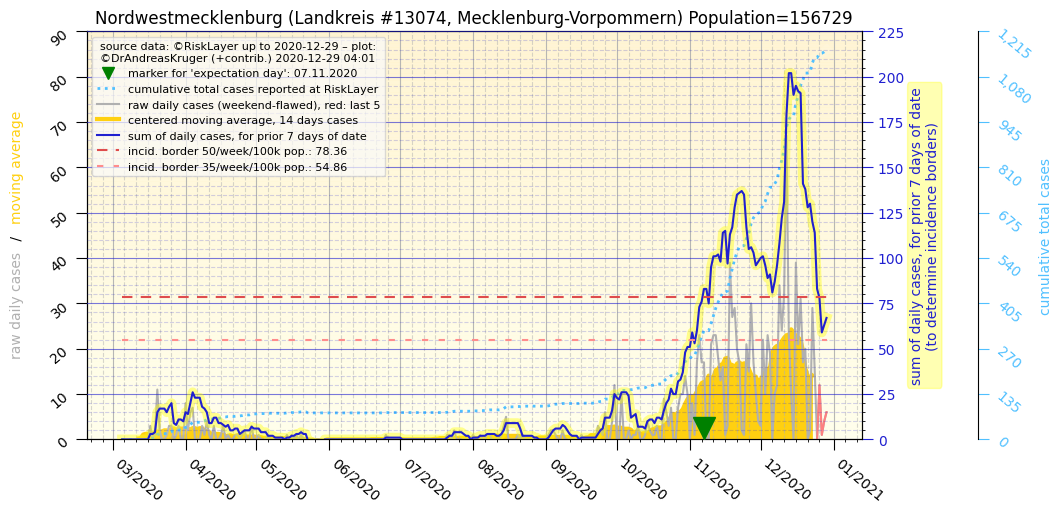 Nordwestmecklenburg (Landkreis #13074, Mecklenburg-Vorpommern) Population=156729
source data: ©RiskLayer up to 2020-12-29 – plot:
©DrAndreasKruger (+contrib.) 2020-12-29 04:01
marker for 'expectation day': 07.11.2020
cumulative total cases reported at RiskLayer
raw daily cases (weekend-flawed), red: last 5
centered moving average, 14 days cases
sum of daily cases, for prior 7 days of date
incid. border 50/week/100k pop.: 78.36
incid. border 35/week/100k pop.: 54.86
raw daily cases / moving average
90
80
70
60
50
40
30
20
10
0
225
200
175
150
125
100
75
50
25
0
sum of daily cases, for prior 7 days of date
(to determine incidence borders)
1,215
1,080
945
810
675
540
405
270
135
0
cumulative total cases
03/2020
04/2020
05/2020
06/2020
07/2020
08/2020
09/2020
10/2020
11/2020
12/2020
01/2021